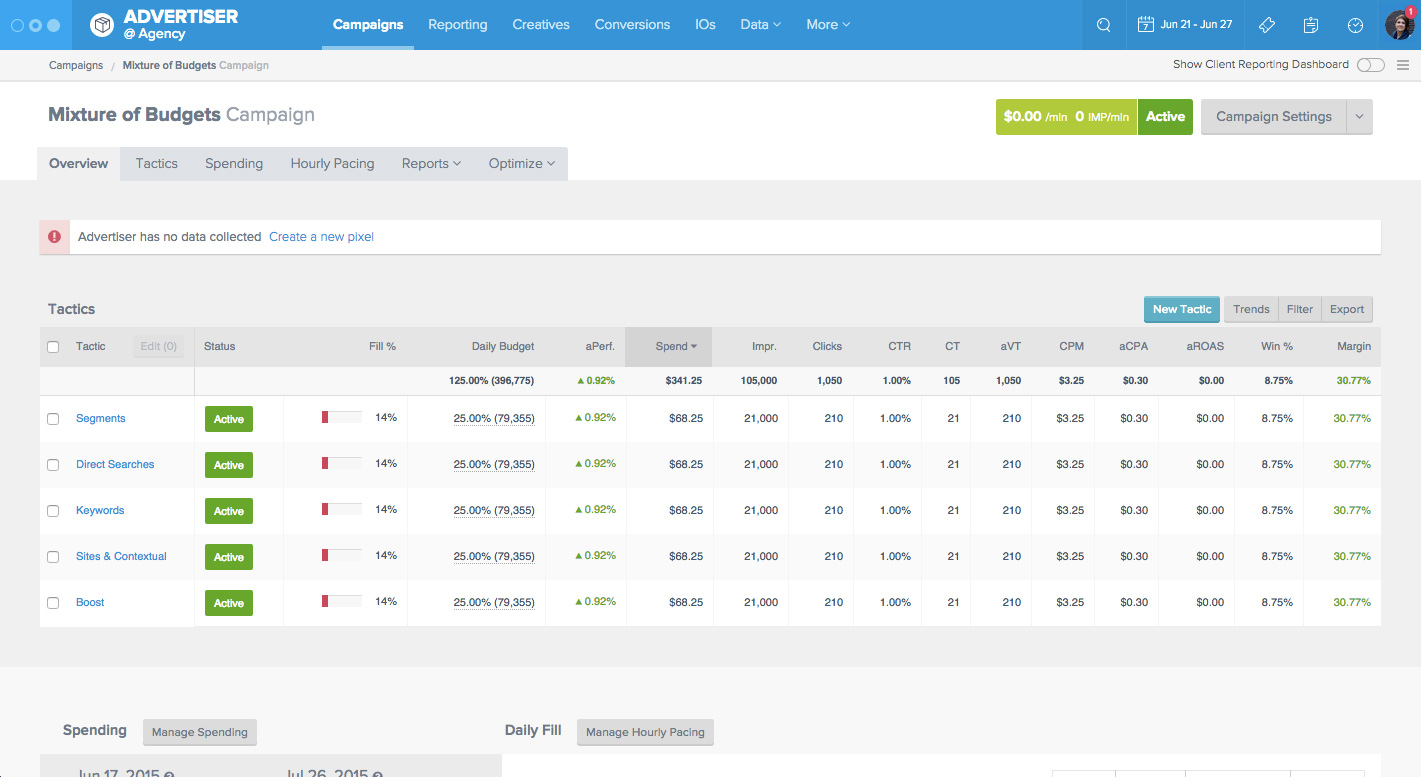 ADVERTISER
@ Agency
Campaigns Reporting Creatives Conversions IOs Data More
Jun 21 - Jun 27
1
Campaigns / Mixture of Budgets Campaign
Show Client Reporting Dashboard
Mixture of Budgets Campaign
$0.00 /min 0 IMP/min Active Campaign Settings
Overview Tactics Spending Hourly Pacing Reports Optimize
Advertiser has no data collected Create a new pixel
Tactics
New Tactic Trends Filter Export
Tactic Edit (0) Status Fill % Daily Budget aPerf. Spend Impr. Clicks CTR CT aVT CPM aCPA aROAS Win % Margin
125.00% (396,775) ▲0.92% $341.25 105,000 1,050 1.00% 105 1,050 $3.25 $0.30 $0.00 8.75% 30.77%
Segments Active 14% 25.00% (79,355) ▲0.92% $68.25 21,000 210 1.00% 21 210 $3.25 $0.30 $0.00 8.75% 30.77%
Direct Searches Active 14% 25.00% (79,355) ▲0.92% $68.25 21,000 210 1.00% 21 210 $3.25 $0.30 $0.00 8.75% 30.77%
Keywords Active 14% 25.00% (79,355) ▲0.92% $68.25 21,000 210 1.00% 21 210 $3.25 $0.30 $0.00 8.75% 30.77%
Sites & Contextual Active 14% 25.00% (79,355) ▲0.92% $68.25 21,000 210 1.00% 21 210 $3.25 $0.30 $0.00 8.75% 30.77%
Boost Active 14% 25.00% (79,355) ▲0.92% $68.25 21,000 210 1.00% 21 210 $3.25 $0.30 $0.00 8.75% 30.77%
Spending Manage Spending
Daily Fill Manage Hourly Pacing
Jun 17, 2015 Jul 26, 2015